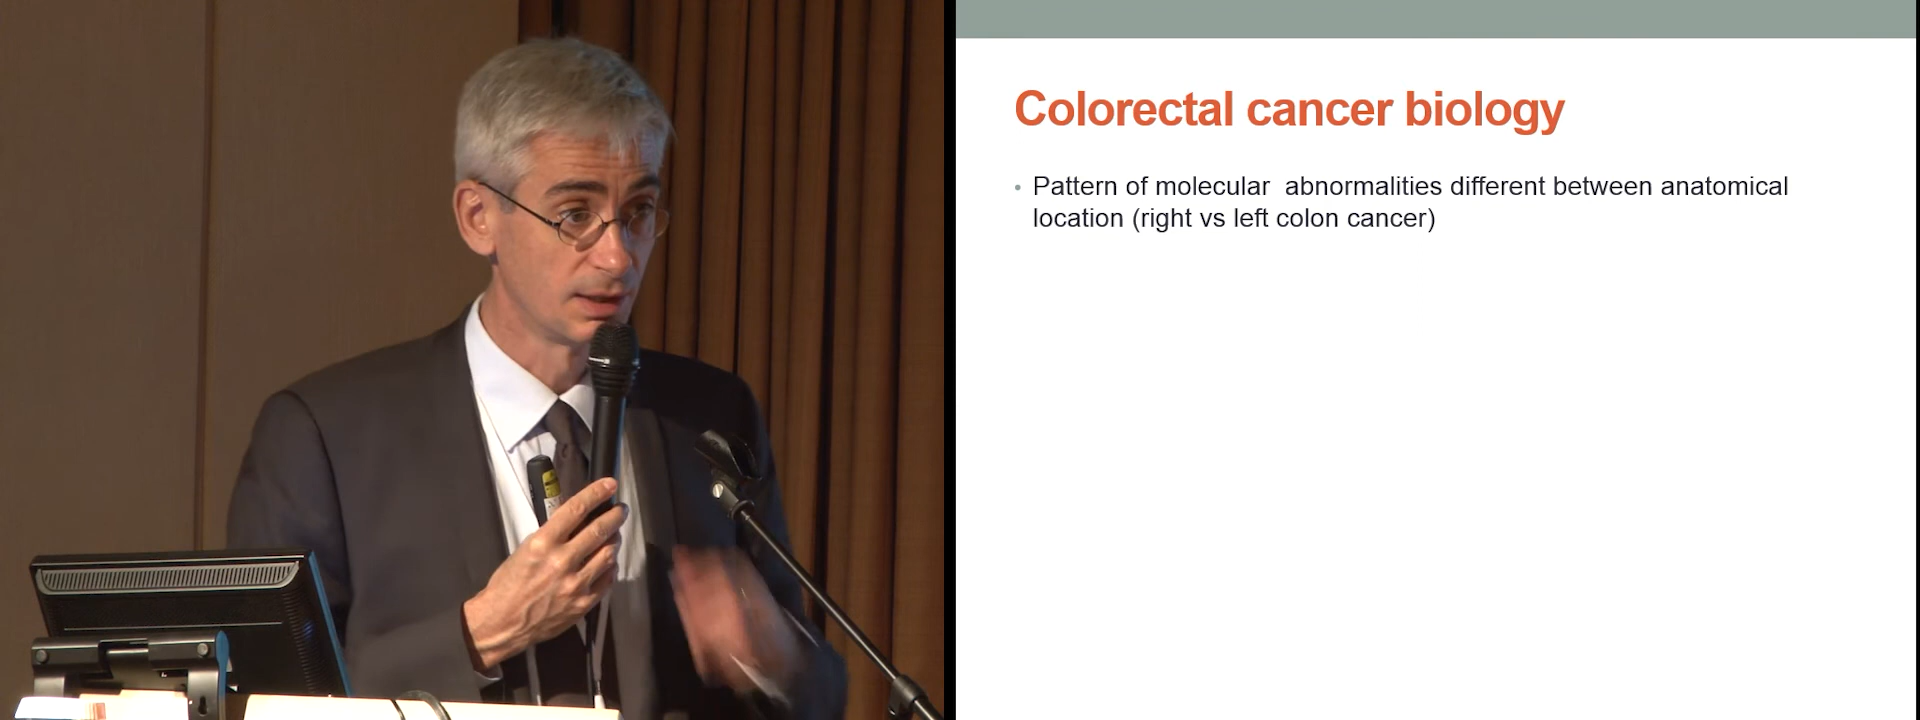 Colorectal cancer biology
• Pattern of molecular  abnormalities different between anatomical
location (right vs left colon cancer)